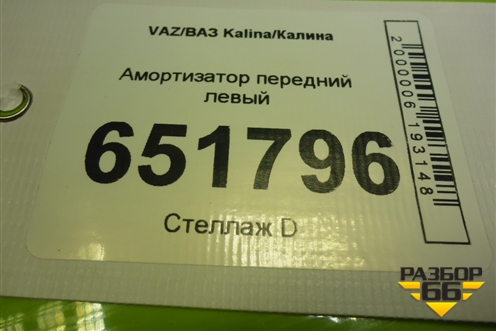 VAZ/ВАЗ Kalina/Калина
Амортизатор передний
левый
651796
Стеллаж D
2000006193148
РАЗБОР
66